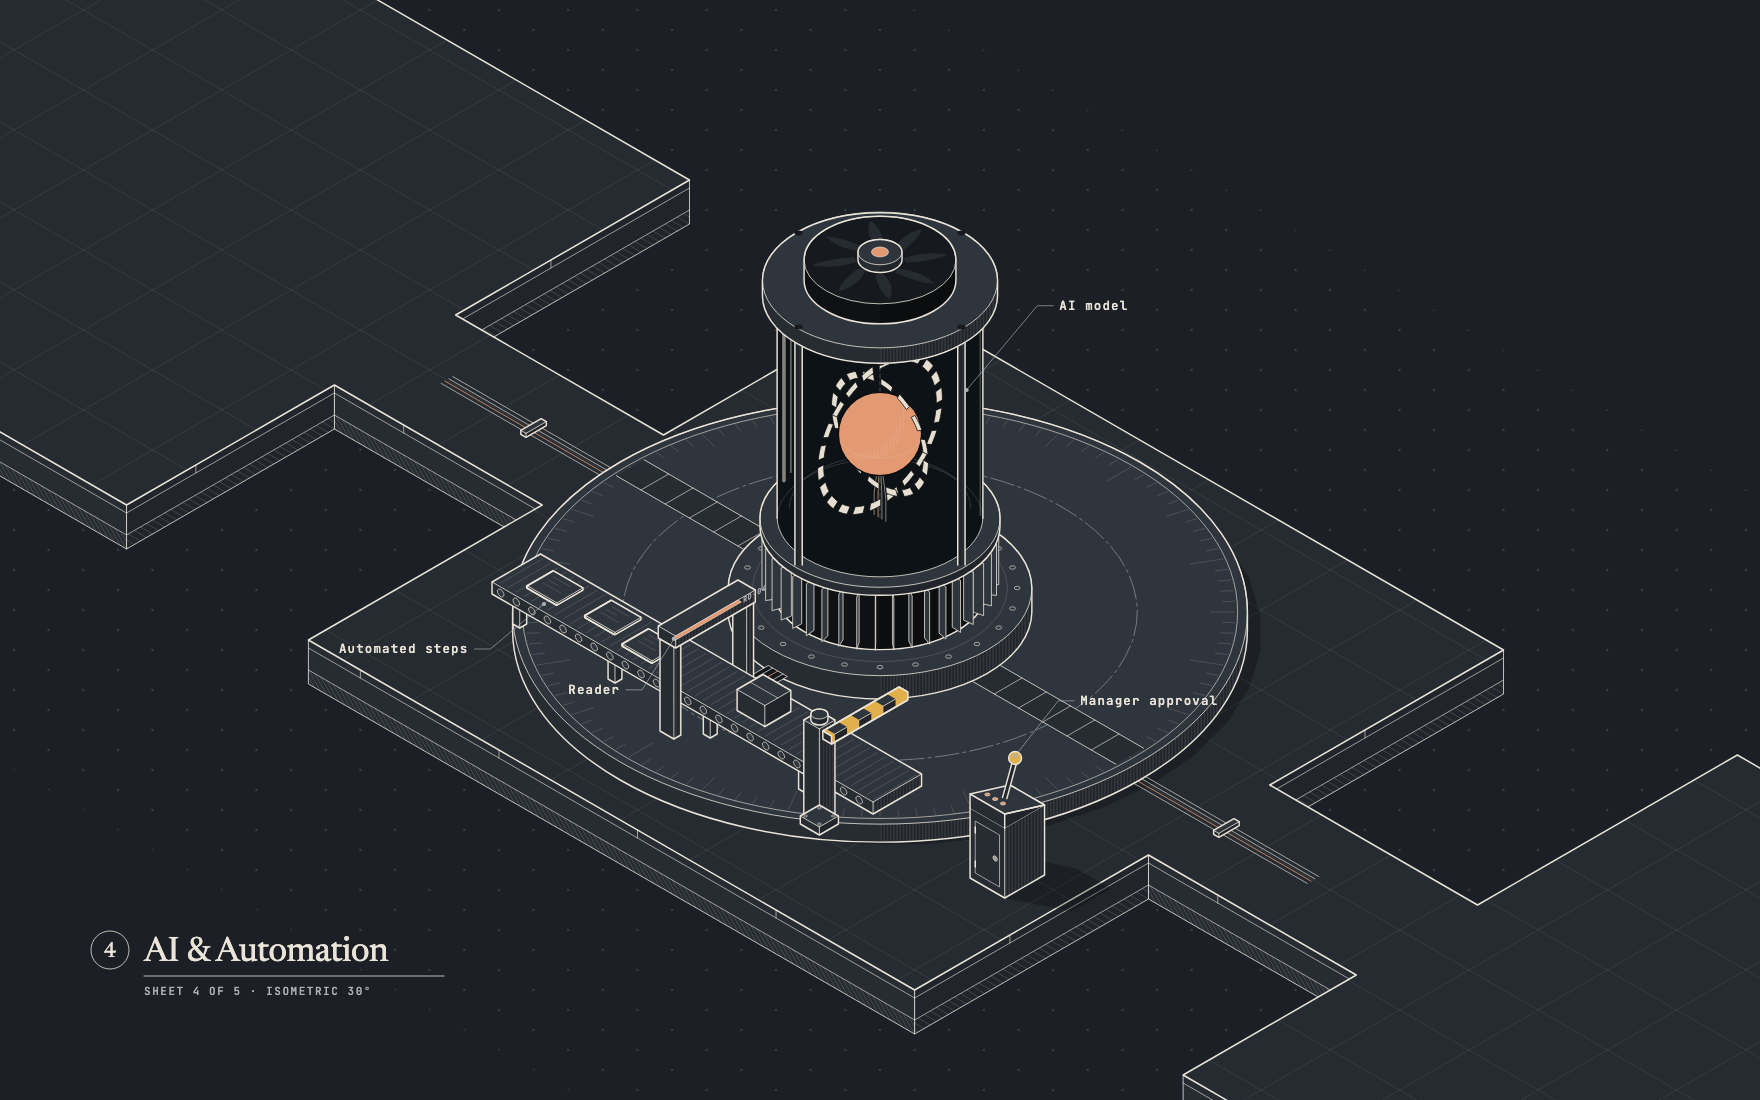 AI model
Automated steps
Reader
Manager approval
4 AI & Automation
SHEET 4 OF 5 · ISOMETRIC 30°